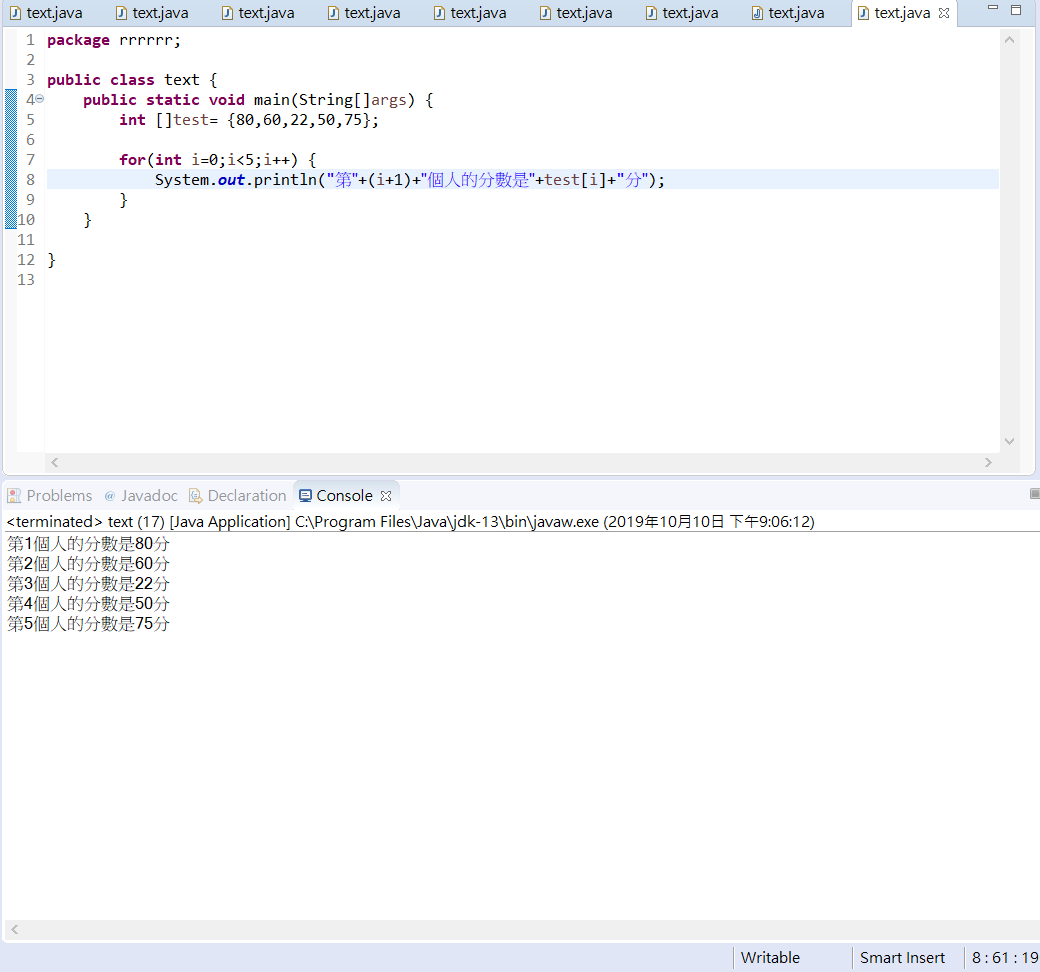 text.java text.java text.java text.java text.java text.java text.java text.java text.java
1 package rrrrrr;
2
3 public class text {
4 public static void main(String[]args) {
5 int []test= {80,60,22,50,75};
6
7 for(int i=0;i<5;i++) {
8 System.out.println("第"+(i+1)+"個人的分數是"+test[i]+"分");
9 }
10 }
11
12 }
13
Problems @ Javadoc Declaration Console
<terminated> text (17) [Java Application] C:\Program Files\Java\jdk-13\bin\javaw.exe (2019年10月10日 下午9:06:12)
第1個人的分數是80分
第2個人的分數是60分
第3個人的分數是22分
第4個人的分數是50分
第5個人的分數是75分
Writable Smart Insert 8 : 61 : 19